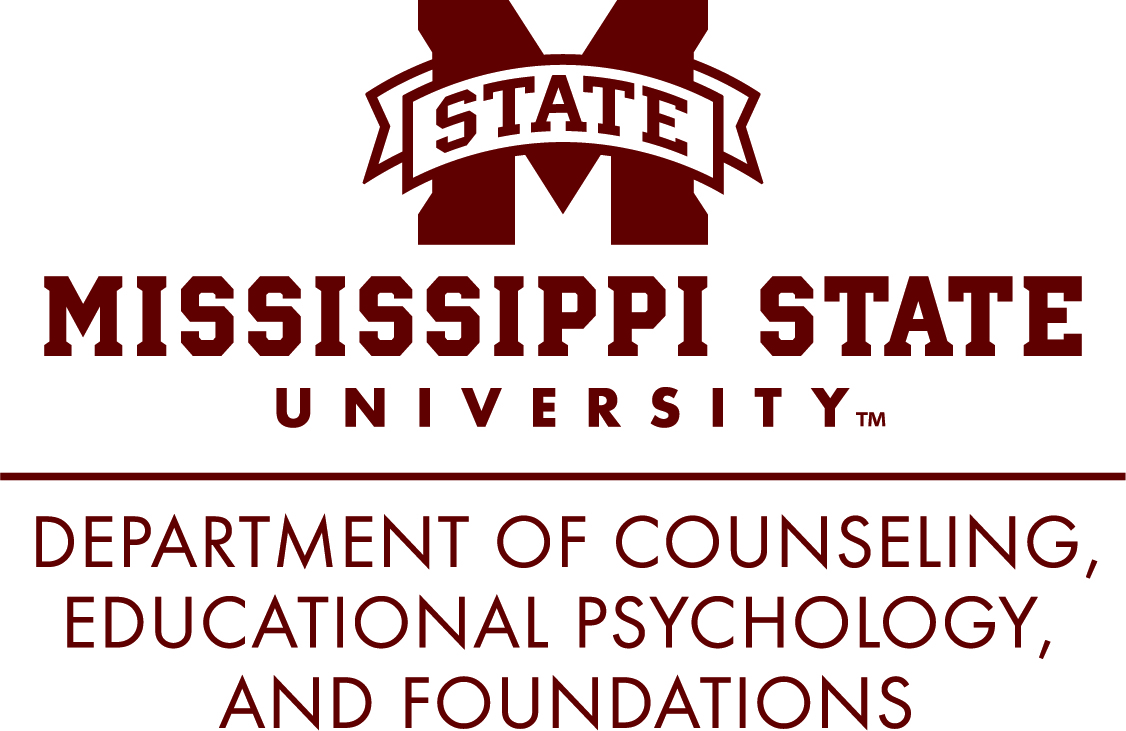 STATE
MISSISSIPPI STATE
UNIVERSITY™
DEPARTMENT OF COUNSELING,
EDUCATIONAL PSYCHOLOGY,
AND FOUNDATIONS